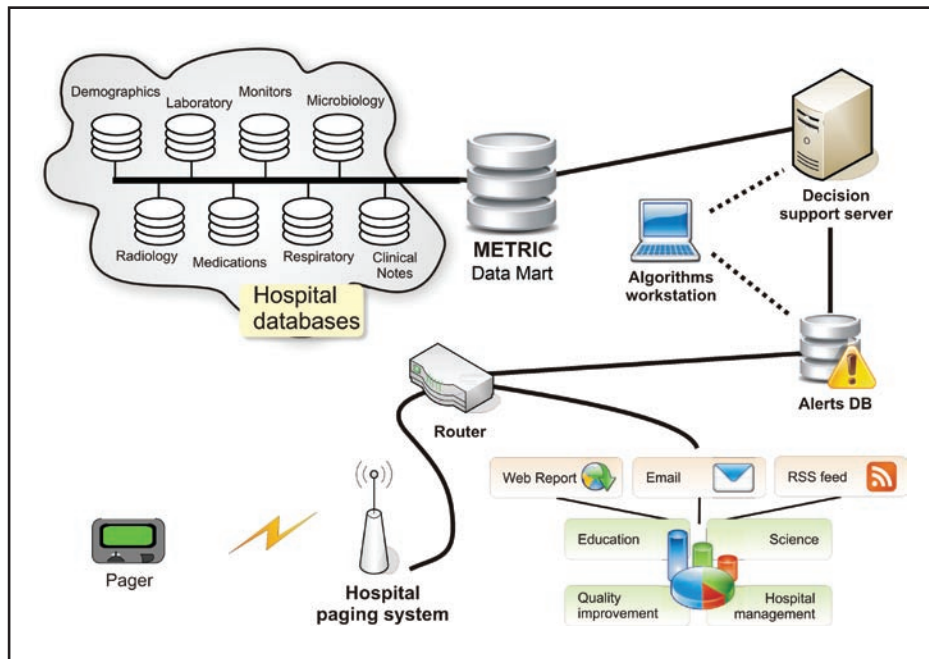 Demographics
Laboratory
Monitors
Microbiology
Radiology
Medications
Respiratory
Clinical
Notes
Hospital
databases
METRIC
Data Mart
Decision
support server
Algorithms
workstation
Alerts DB
Router
Web Report
Email
RSS feed
Education
Science
Quality
improvement
Hospital
management
Pager
Hospital
paging system